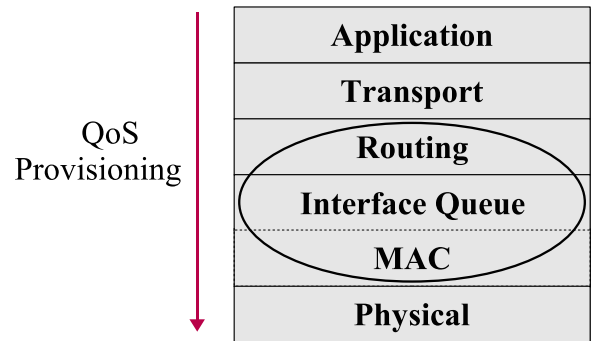 QoS
Provisioning
Application
Transport
Routing
Interface Queue
MAC
Physical